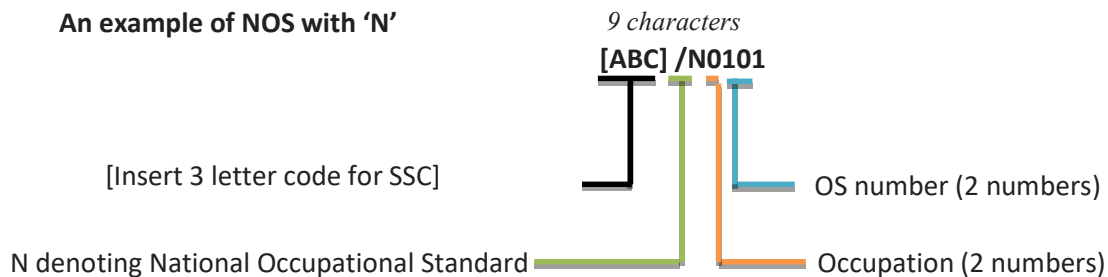 An example of NOS with ‘N’
9 characters
[ABC] /N0101
[Insert 3 letter code for SSC]
OS number (2 numbers)
N denoting National Occupational Standard
Occupation (2 numbers)